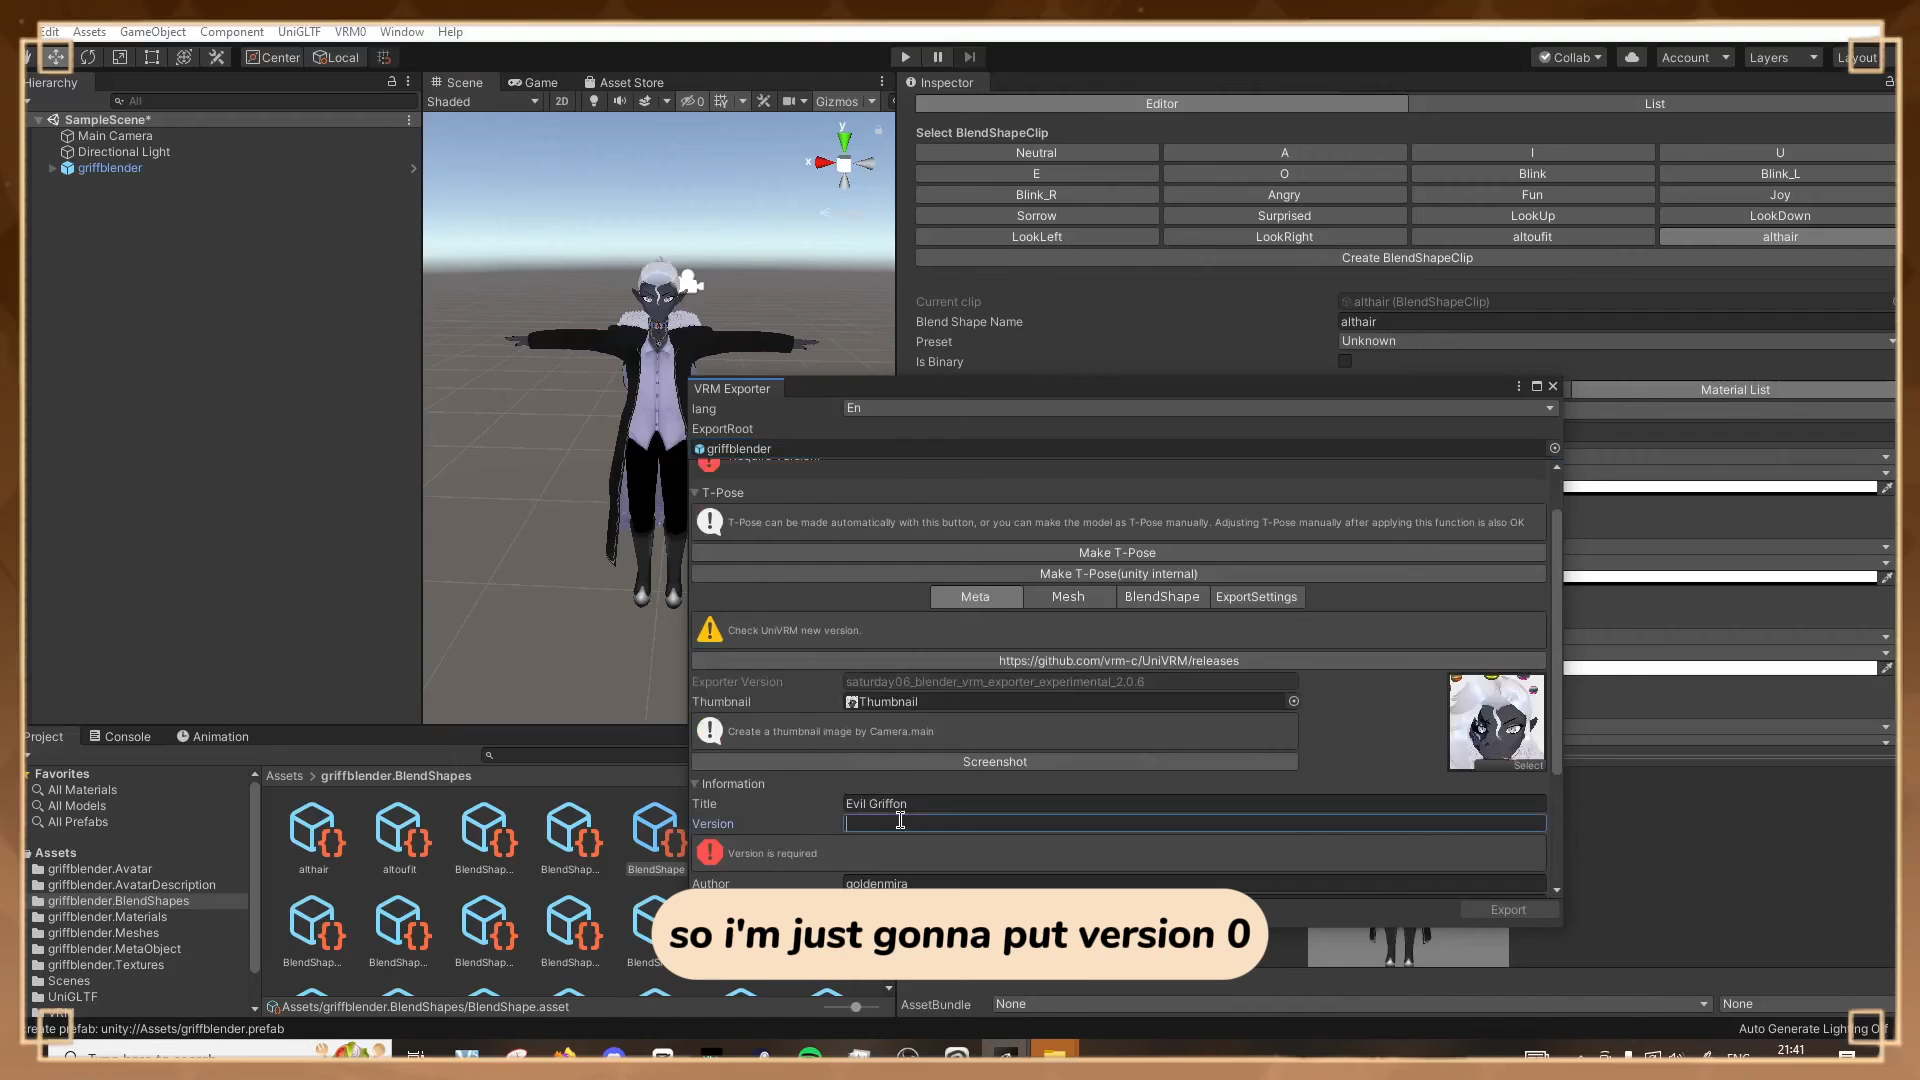 Edit Assets GameObject Component UniGLTF VRM0 Window Help
Center Local
Collab Account Layers Layout
Hierarchy
All
SampleScene*
Main Camera
Directional Light
griffblender
Scene Game Asset Store
Shaded 2D 0 Gizmos
y
x
Inspector
Editor List
Select BlendShapeClip
Neutral A I U
E O Blink Blink_L
Blink_R Angry Fun Joy
Sorrow Surprised LookUp LookDown
LookLeft LookRight altoufit althair
Create BlendShapeClip
Current clip althair (BlendShapeClip)
Blend Shape Name althair
Preset Unknown
Is Binary
Material List
VRM Exporter
lang En
ExportRoot
griffblender
T-Pose
T-Pose can be made automatically with this button, or you can make the model as T-Pose manually. Adjusting T-Pose manually after applying this function is also OK
Make T-Pose
Make T-Pose(unity internal)
Meta Mesh BlendShape ExportSettings
Check UniVRM new version.
https://github.com/vrm-c/UniVRM/releases
Exporter Version saturday06_blender_vrm_exporter_experimental_2.0.6
Thumbnail Thumbnail
Create a thumbnail image by Camera.main
Screenshot
Select
Information
Title Evil Griffon
Version
Version is required
Author goldenmira
Export
so i'm just gonna put version 0
Project Console Animation
Favorites
All Materials
All Models
All Prefabs
Assets
griffblender.Avatar
griffblender.AvatarDescription
griffblender.BlendShapes
griffblender.Materials
griffblender.Meshes
griffblender.MetaObject
griffblender.Textures
Scenes
UniGLTF
Assets > griffblender.BlendShapes
althair altoufit BlendShap... BlendShap... BlendShape
BlendShap... BlendShap... BlendShap... BlendShap...
Assets/griffblender.BlendShapes/BlendShape.asset
AssetBundle None None
create prefab: unity://Assets/griffblender.prefab
Auto Generate Lighting Off
21:41